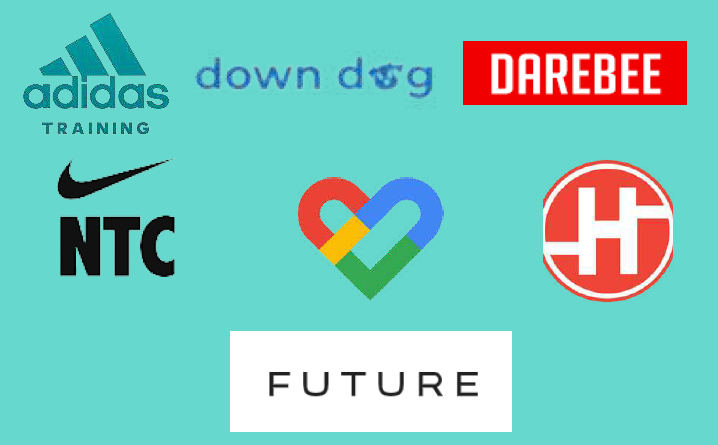 adidas
TRAINING
down dog
DAREBEE
NTC
H
FUTURE